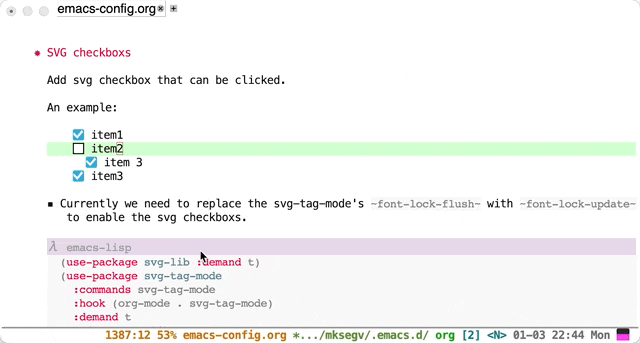 emacs-config.org
SVG checkboxs
Add svg checkbox that can be clicked.
An example:
item1
item2
item 3
item3
Currently we need to replace the svg-tag-mode's ~font-lock-flush~ with ~font-lock-update~
to enable the svg checkboxs.
λ emacs-lisp
(use-package svg-lib :demand t)
(use-package svg-tag-mode
:commands svg-tag-mode
:hook (org-mode . svg-tag-mode)
:demand t
1387:12 53% emacs-config.org *.../mksegv/.emacs.d/ org [2] <N> 01-03 22:44 Mon